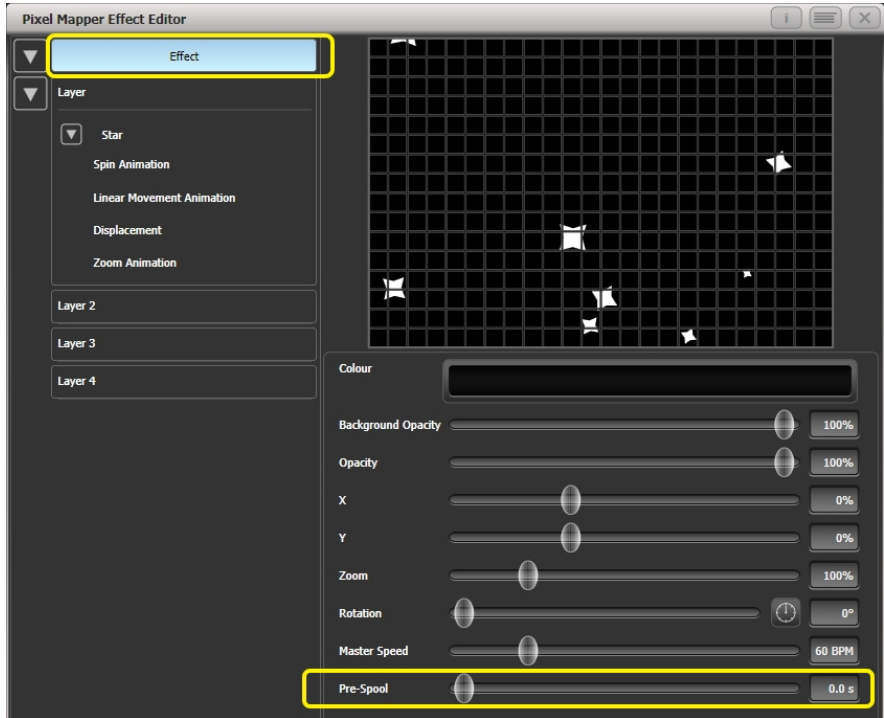 Pixel Mapper Effect Editor
i
Effect
Layer
Star
Spin Animation
Linear Movement Animation
Displacement
Zoom Animation
Layer 2
Layer 3
Layer 4
Colour
Background Opacity 100%
Opacity 100%
X 0%
Y 0%
Zoom 100%
Rotation 0º
Master Speed 60 BPM
Pre-Spool 0.0 s